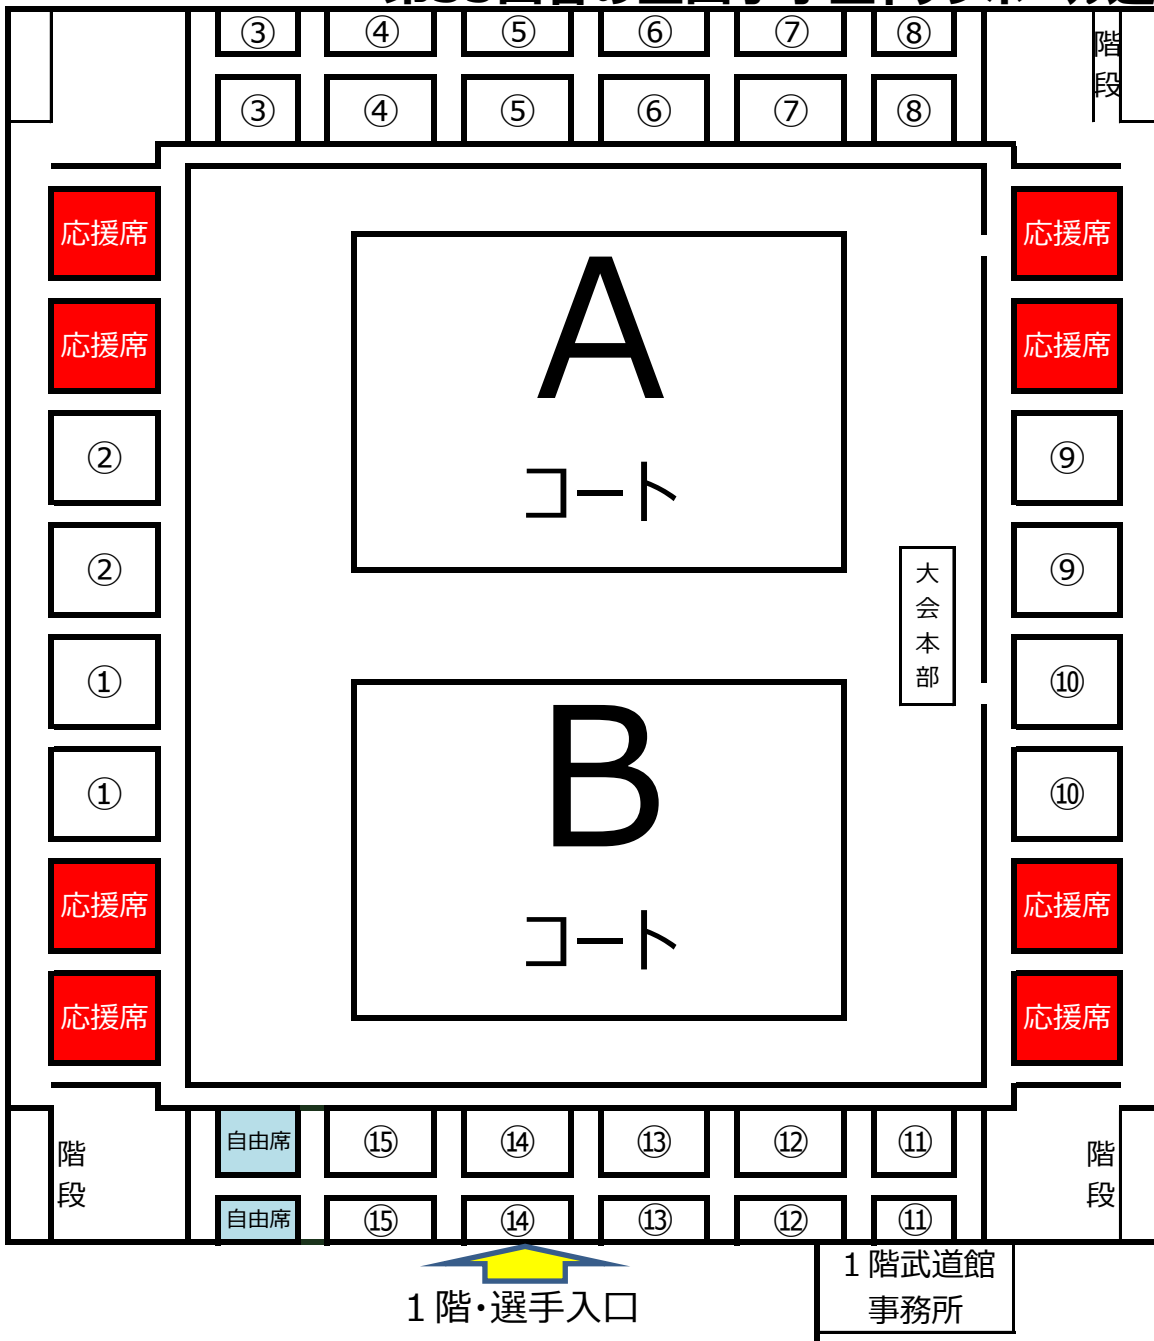 ③ ④ ⑤ ⑥ ⑦ ⑧
階段
③ ④ ⑤ ⑥ ⑦ ⑧
応援席
応援席
応援席
応援席
②
⑨
②
⑨
①
⑩
①
⑩
応援席
応援席
応援席
応援席
A
コート
大会本部
B
コート
階段
自由席 ⑮ ⑭ ⑬ ⑫ ⑪
階段
自由席 ⑮ ⑭ ⑬ ⑫ ⑪
１階・選手入口
１階武道館
事務所